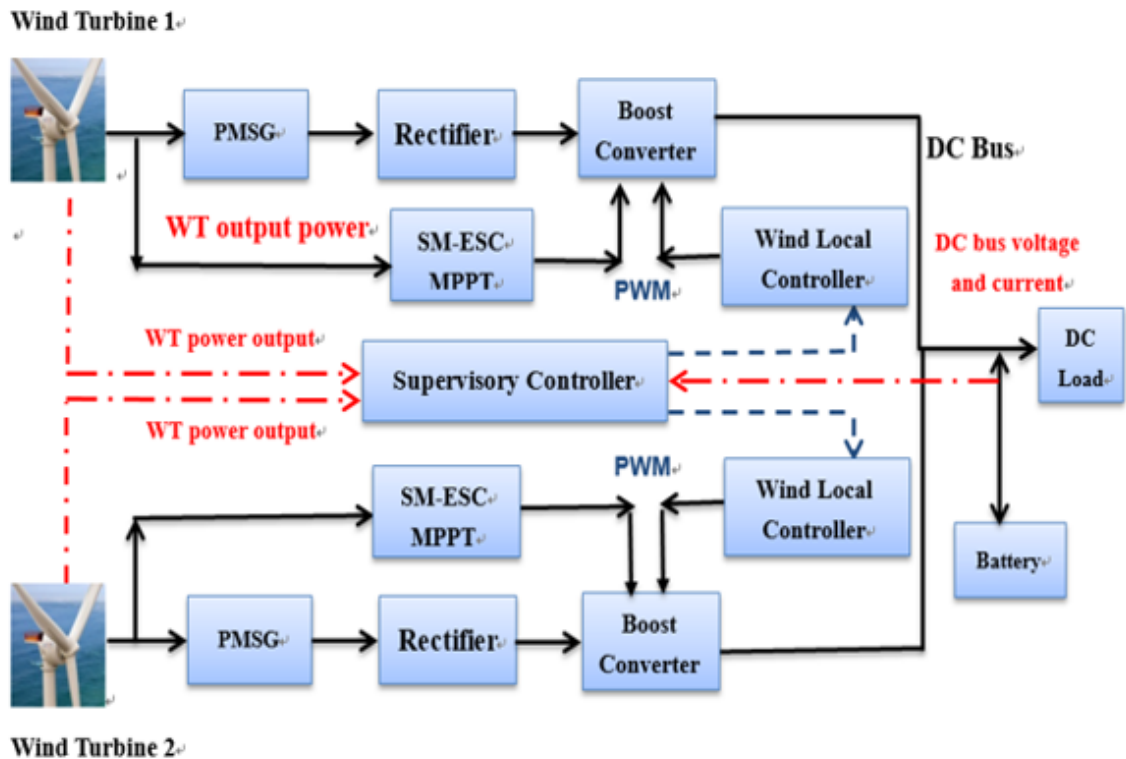 Wind Turbine 1
PMSG
Rectifier
Boost
Converter
DC Bus
WT output power
SM-ESC
MPPT
PWM
Wind Local
Controller
DC bus voltage
and current
WT power output
Supervisory Controller
DC
Load
WT power output
SM-ESC
MPPT
PWM
Wind Local
Controller
Battery
PMSG
Rectifier
Boost
Converter
Wind Turbine 2